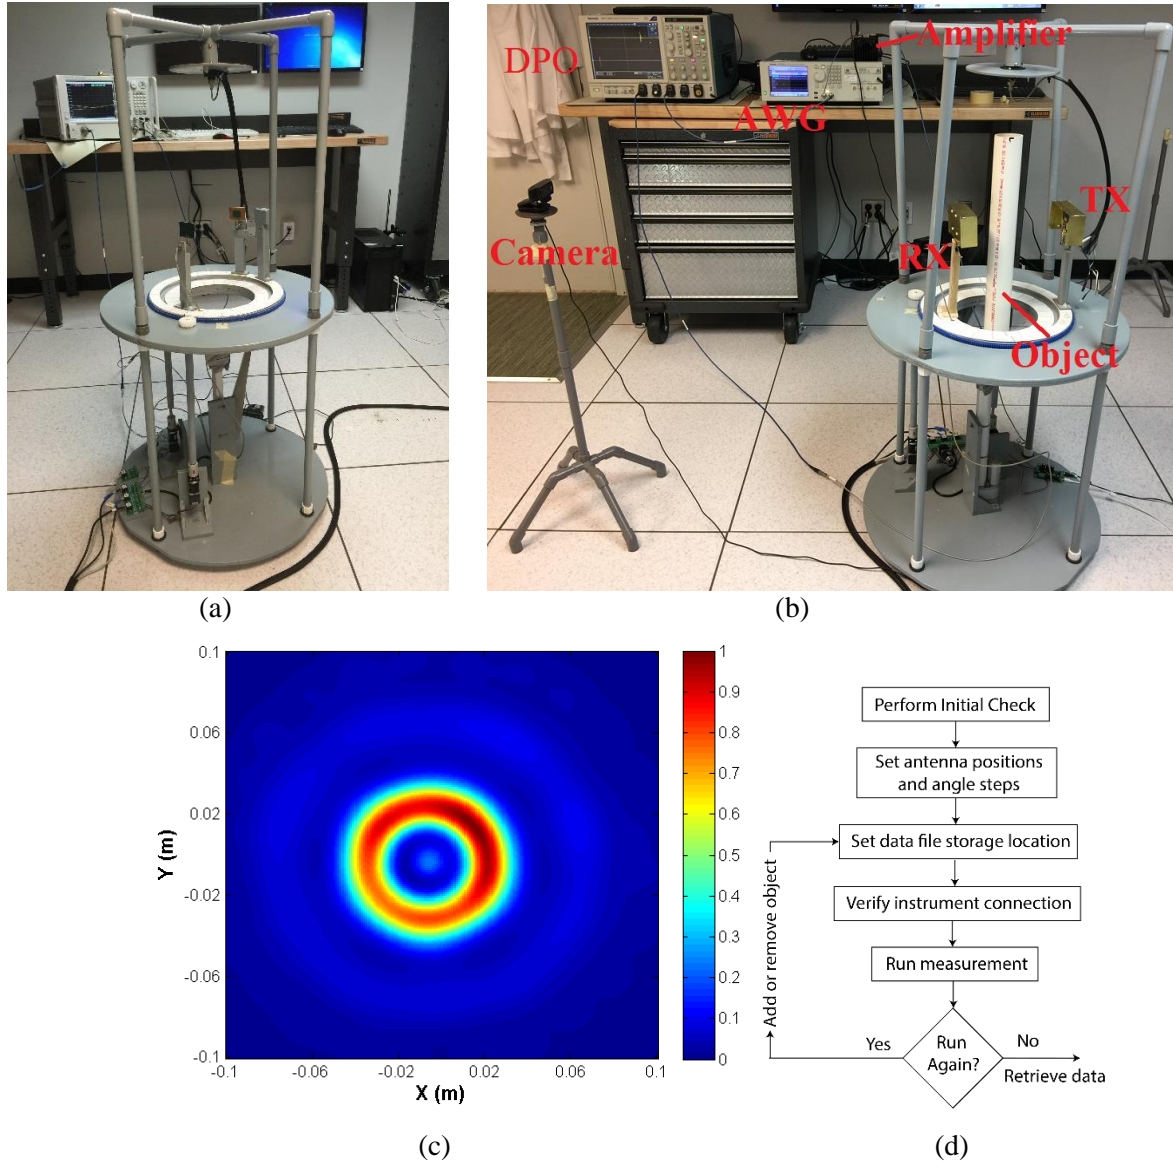 DPO
Amplifier
AWG
Camera
TX
RX
Object
(a)
(b)
0.1
0.06
0.02
-0.02
-0.06
-0.1
Y (m)
-0.1
-0.06
-0.02
0.02
0.06
0.1
X (m)
1
0.9
0.8
0.7
0.6
0.5
0.4
0.3
0.2
0.1
0
(c)
Perform Initial Check
Set antenna positions
and angle steps
Set data file storage location
Verify instrument connection
Run measurement
Run
Again?
Yes
No
Retrieve data
Add or remove object
(d)